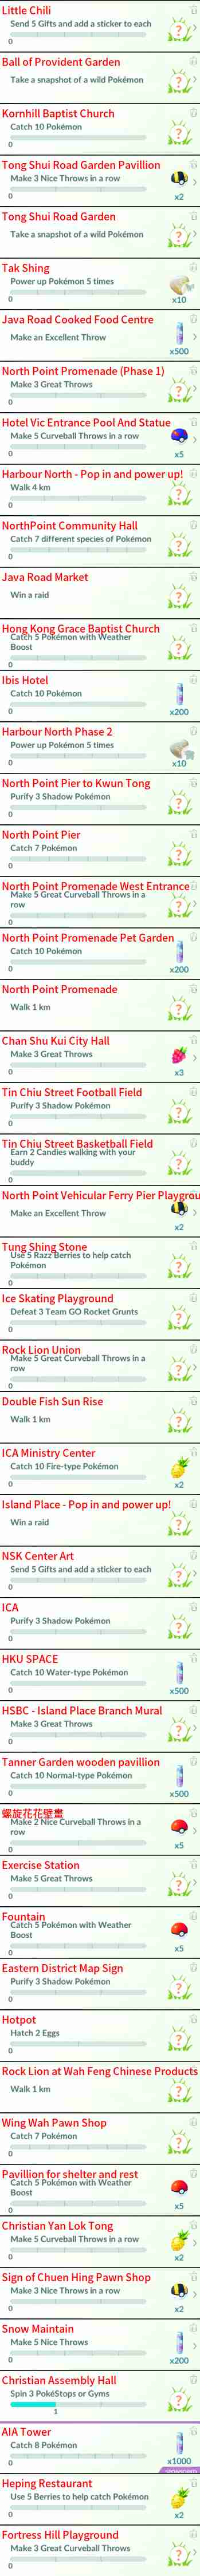 Little Chili
Send 5 Gifts and add a sticker to each
0
?
Ball of Provident Garden
Take a snapshot of a wild Pokémon
?
Kornhill Baptist Church
Catch 10 Pokémon
0
?
Tong Shui Road Garden Pavillion
Make 3 Nice Throws in a row
0
x2
Tong Shui Road Garden
Take a snapshot of a wild Pokémon
?
Tak Shing
Power up Pokémon 5 times
0
x10
Java Road Cooked Food Centre
Make an Excellent Throw
x500
North Point Promenade (Phase 1)
Make 3 Great Throws
0
?
Hotel Vic Entrance Pool And Statue
Make 5 Curveball Throws in a row
0
x5
Harbour North - Pop in and power up!
Walk 4 km
0
?
NorthPoint Community Hall
Catch 7 different species of Pokémon
0
?
Java Road Market
Win a raid
?
Hong Kong Grace Baptist Church
Catch 5 Pokémon with Weather
Boost
0
?
Ibis Hotel
Catch 10 Pokémon
0
x200
Harbour North Phase 2
Power up Pokémon 5 times
0
x10
North Point Pier to Kwun Tong
Purify 3 Shadow Pokémon
0
?
North Point Pier
Catch 7 Pokémon
0
?
North Point Promenade West Entrance
Make 5 Great Curveball Throws in a
row
0
?
North Point Promenade Pet Garden
Catch 10 Pokémon
0
x200
North Point Promenade
Walk 1 km
?
Chan Shu Kui City Hall
Make 3 Great Throws
0
x3
Tin Chiu Street Football Field
Purify 3 Shadow Pokémon
0
?
Tin Chiu Street Basketball Field
Earn 2 Candies walking with your
buddy
0
?
North Point Vehicular Ferry Pier Playgrou
Make an Excellent Throw
x2
Tung Shing Stone
Use 5 Razz Berries to help catch
Pokémon
0
?
Ice Skating Playground
Defeat 3 Team GO Rocket Grunts
0
?
Rock Lion Union
Make 5 Great Curveball Throws in a
row
0
?
Double Fish Sun Rise
Walk 1 km
?
ICA Ministry Center
Catch 10 Fire-type Pokémon
0
x2
Island Place - Pop in and power up!
Win a raid
?
NSK Center Art
Send 5 Gifts and add a sticker to each
0
?
ICA
Purify 3 Shadow Pokémon
0
?
HKU SPACE
Catch 10 Water-type Pokémon
0
x500
HSBC - Island Place Branch Mural
Make 3 Great Throws
0
?
Tanner Garden wooden pavillion
Catch 10 Normal-type Pokémon
0
x500
螺旋花花壁畫
Make 2 Nice Curveball Throws in a
row
0
x5
Exercise Station
Make 5 Great Throws
0
?
Fountain
Catch 5 Pokémon with Weather
Boost
0
x5
Eastern District Map Sign
Purify 3 Shadow Pokémon
0
?
Hotpot
Hatch 2 Eggs
0
?
Rock Lion at Wah Feng Chinese Products
Walk 1 km
?
Wing Wah Pawn Shop
Catch 7 Pokémon
0
?
Pavillion for shelter and rest
Catch 5 Pokémon with Weather
Boost
0
x5
Christian Yan Lok Tong
Make 5 Curveball Throws in a row
0
x2
Sign of Chuen Hing Pawn Shop
Make 3 Nice Throws in a row
0
x2
Snow Maintain
Make 5 Nice Throws
0
x200
Christian Assembly Hall
Spin 3 PokéStops or Gyms
1
?
AIA Tower
Catch 8 Pokémon
0
x1000
Heping Restaurant
Use 5 Berries to help catch Pokémon
0
x2
Fortress Hill Playground
Make 3 Great Curveball Throws
0
?